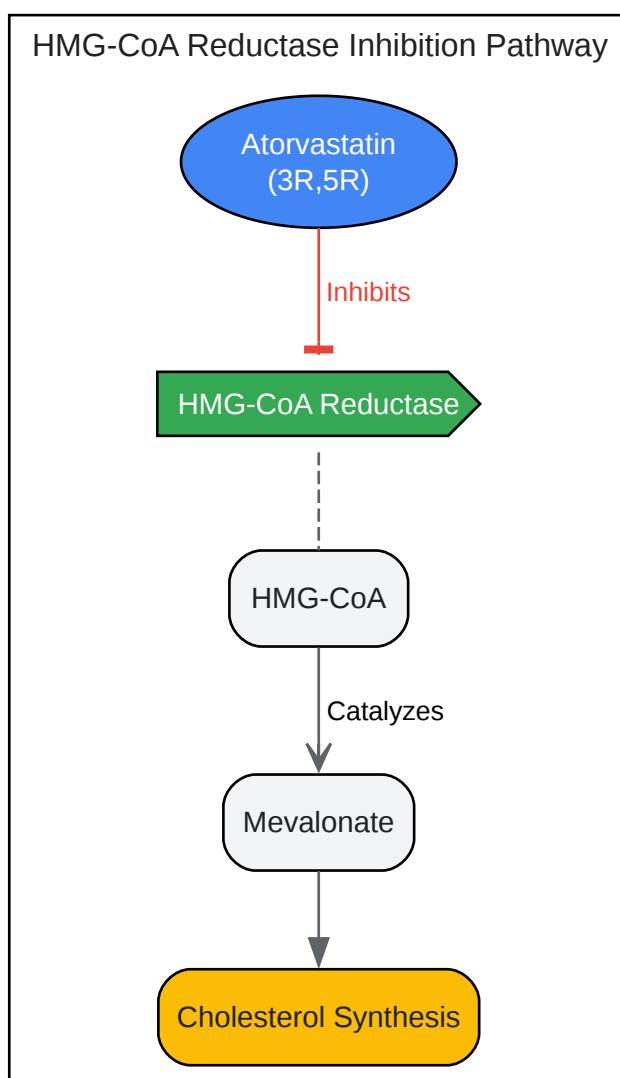 HMG-CoA Reductase Inhibition Pathway
Atorvastatin
(3R,5R)
Inhibits
HMG-CoA Reductase
HMG-CoA
Catalyzes
Mevalonate
Cholesterol Synthesis